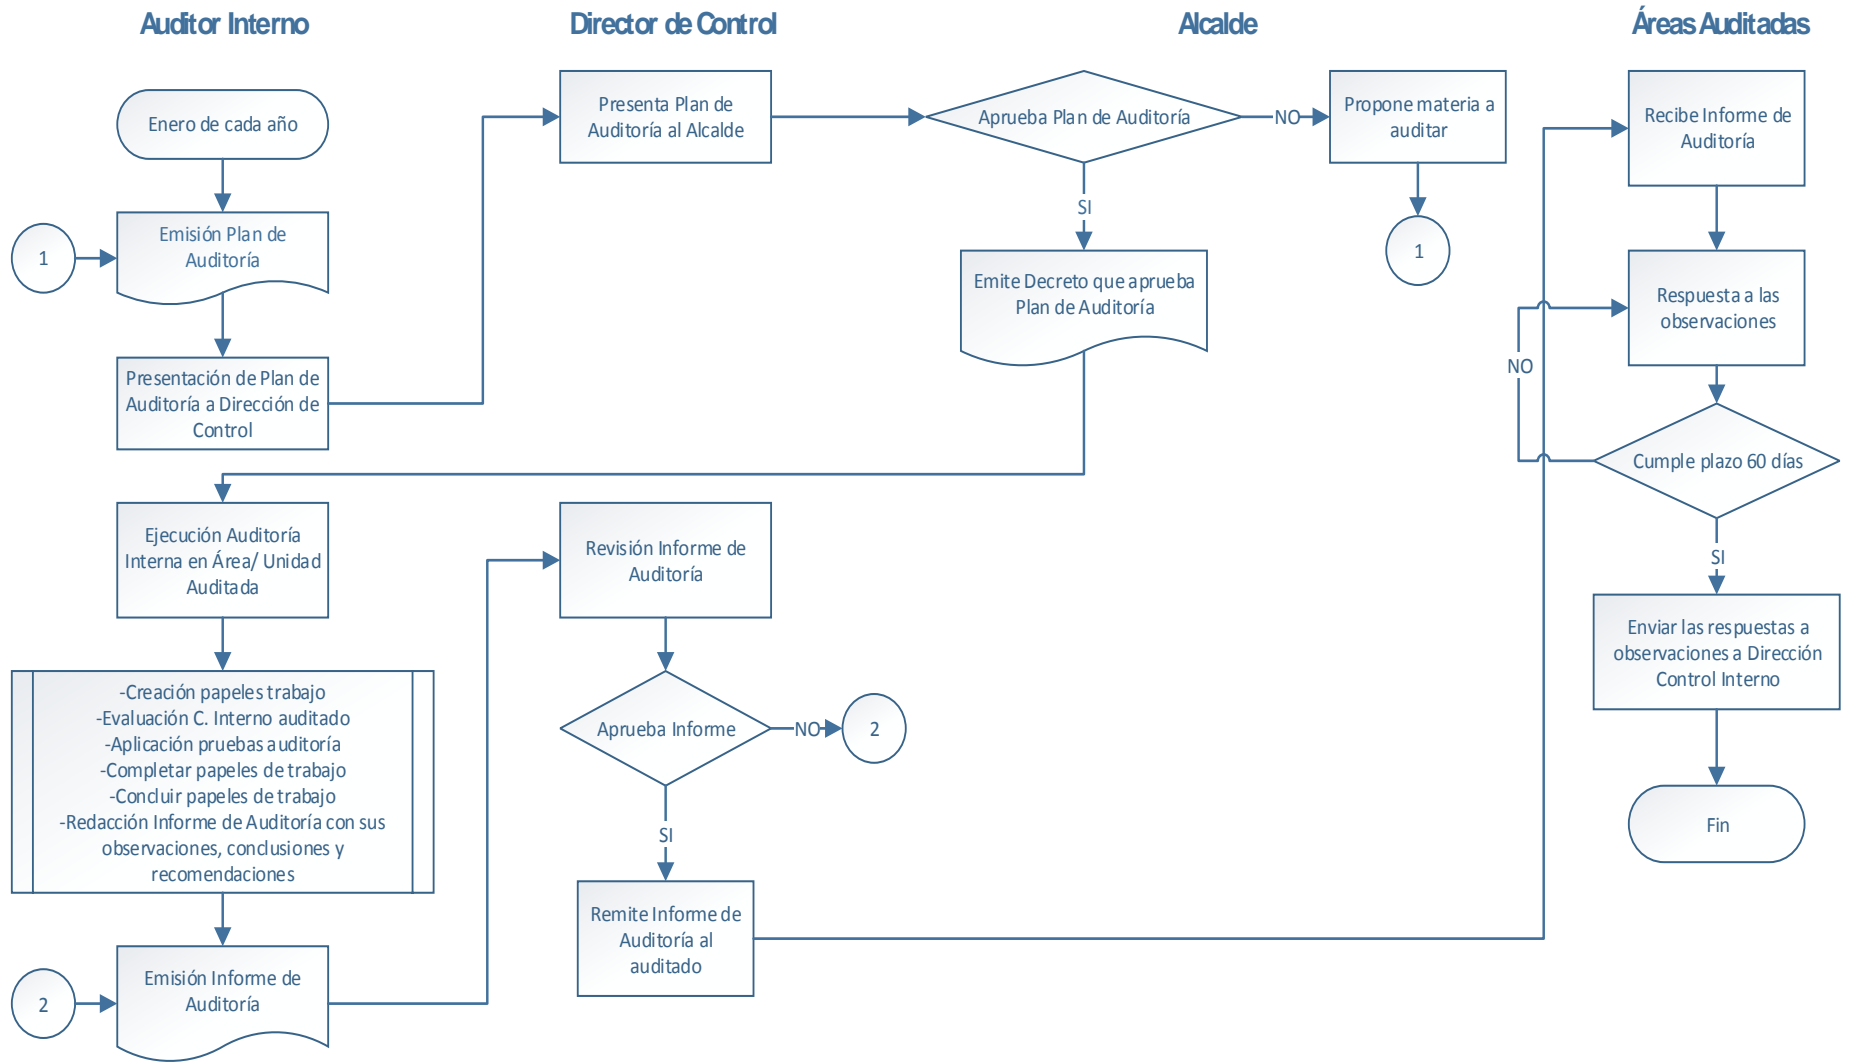 Auditor Interno
Director de Control
Alcalde
Áreas Auditadas
Enero de cada año
1
Emisión Plan de
Auditoría
Presentación de Plan de
Auditoría a Dirección de
Control
Presenta Plan de
Auditoría al Alcalde
Aprueba Plan de Auditoría
NO
Propone materia a
auditar
1
SI
Emite Decreto que aprueba
Plan de Auditoría
Ejecución Auditoría
Interna en Área/ Unidad
Auditada
-Creación papeles trabajo
-Evaluación C. Interno auditado
-Aplicación pruebas auditoría
-Completar papeles de trabajo
-Concluir papeles de trabajo
-Redacción Informe de Auditoría con sus
observaciones, conclusiones y
recomendaciones
2
Emisión Informe de
Auditoría
Revisión Informe de
Auditoría
Aprueba Informe
NO
2
SI
Remite Informe de
Auditoría al
auditado
Recibe Informe de
Auditoría
Respuesta a las
observaciones
NO
Cumple plazo 60 días
SI
Enviar las respuestas a
observaciones a Dirección
Control Interno
Fin